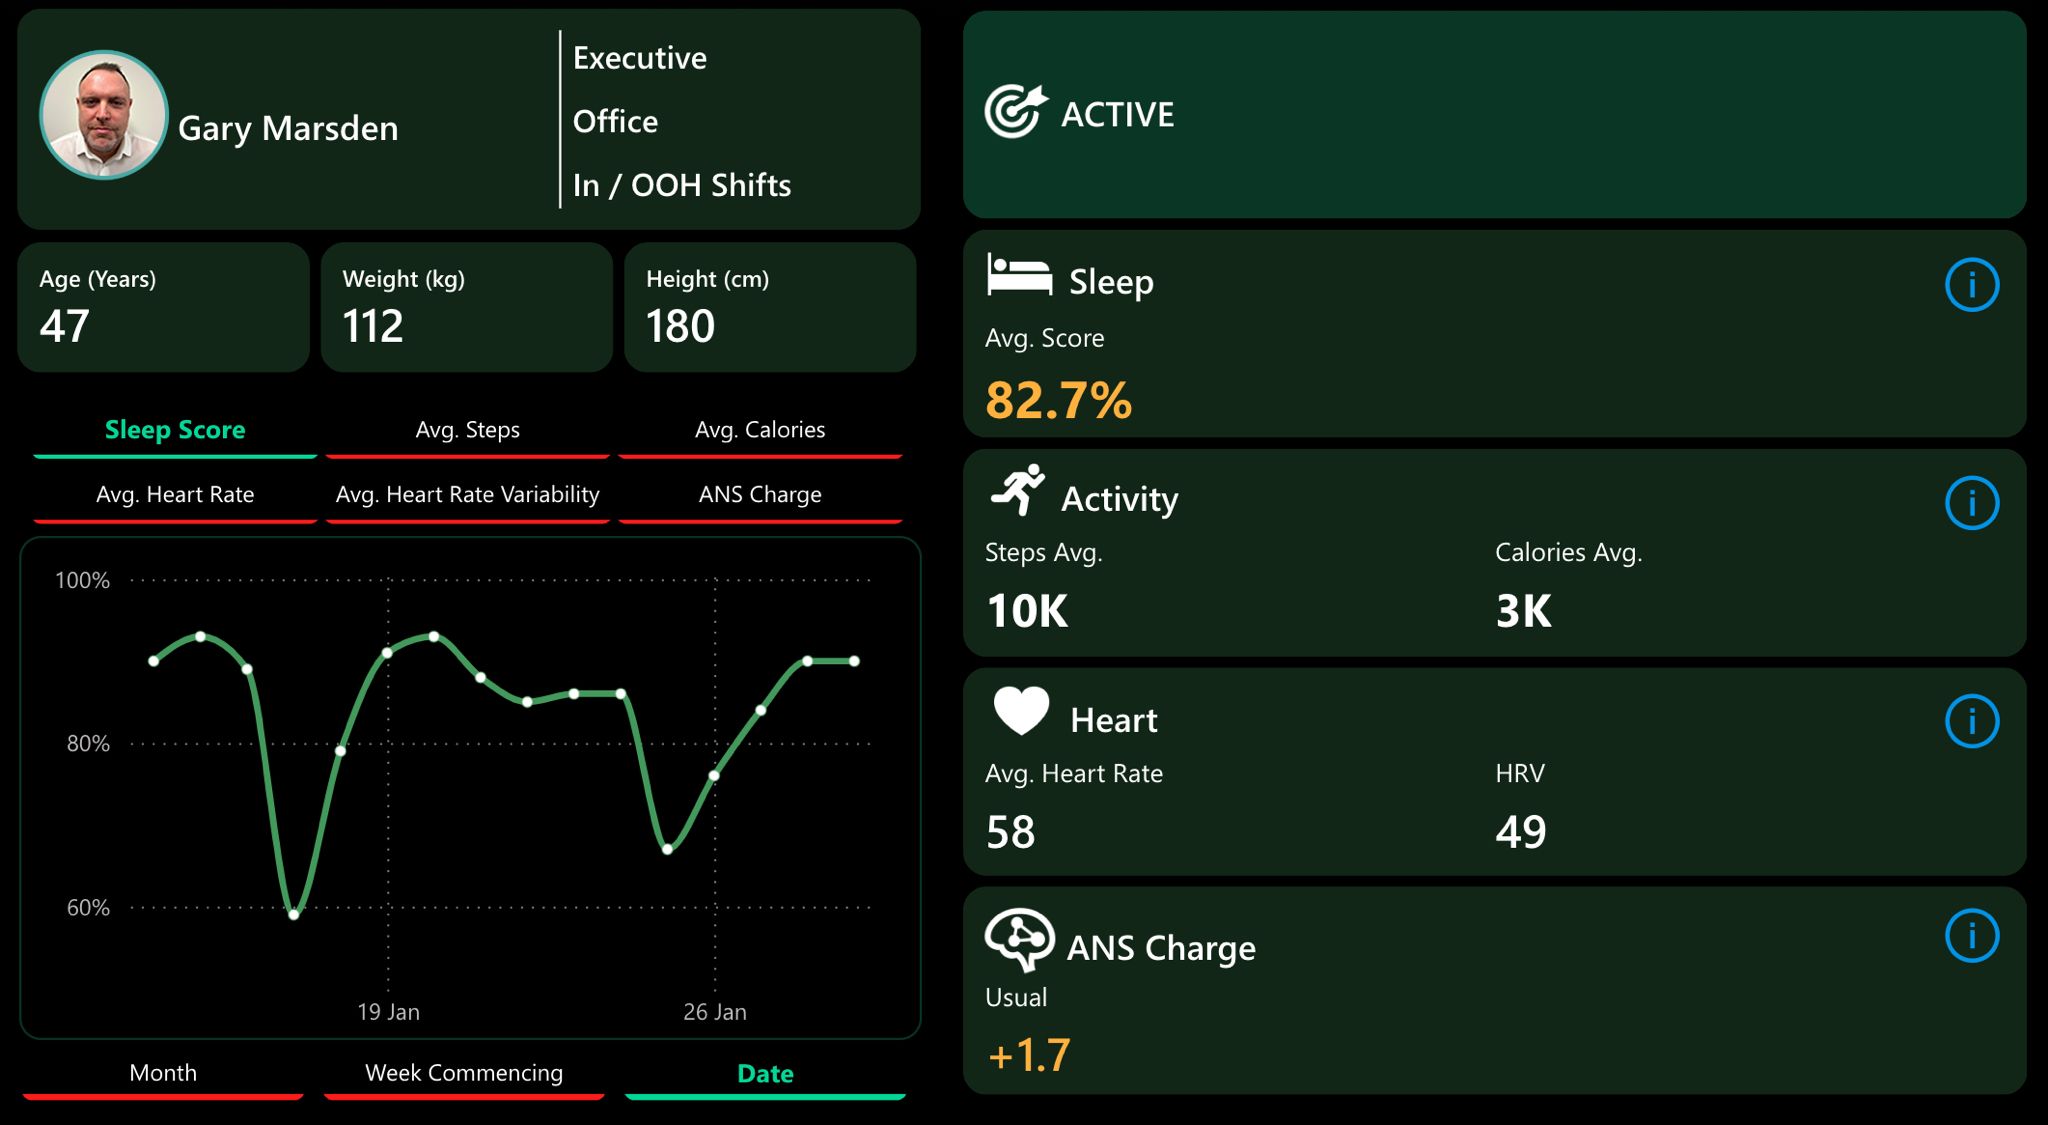 Gary Marsden
Executive
Office
In / OOH Shifts
Age (Years)
47
Weight (kg)
112
Height (cm)
180
Sleep Score
Avg. Steps
Avg. Calories
Avg. Heart Rate
Avg. Heart Rate Variability
ANS Charge
100%
80%
60%
19 Jan
26 Jan
Month
Week Commencing
Date
ACTIVE
Sleep
i
Avg. Score
82.7%
Activity
i
Steps Avg.
10K
Calories Avg.
3K
Heart
i
Avg. Heart Rate
58
HRV
49
ANS Charge
i
Usual
+1.7